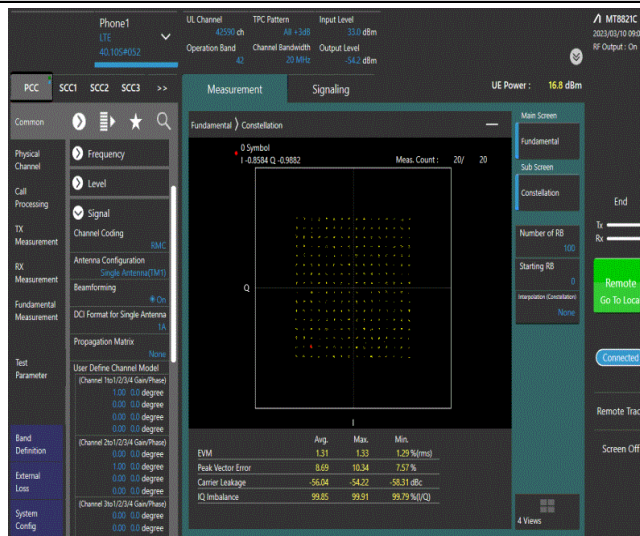 Phone1
LTE
40.105#052
UL Channel
42590 ch
TPC Pattern
All +3dB
Input Level
33.0 dBm
Operation Band
42
Channel Bandwidth
20 MHz
Output Level
-54.2 dBm
MT8821C
2023/03/10 09:0
RF Output : On
PCC SCC1 SCC2 SCC3 >>
Measurement
Signaling
UE Power : 16.8 dBm
Common
Physical
Channel
Call
Processing
TX
Measurement
RX
Measurement
Fundamental
Measurement
Test
Parameter
Band
Definition
External
Loss
System
Config
Frequency
Level
Signal
Channel Coding
RMC
Antenna Configuration
Single Antenna(TM1)
Beamforming
On
DCI Format for Single Antenna
1A
Propagation Matrix
None
User Define Channel Model
(Channel 1to1/2/3/4 Gain/Phase)
1.00 0.0 degree
0.00 0.0 degree
0.00 0.0 degree
0.00 0.0 degree
(Channel 2to1/2/3/4 Gain/Phase)
0.00 0.0 degree
1.00 0.0 degree
0.00 0.0 degree
0.00 0.0 degree
(Channel 3to1/2/3/4 Gain/Phase)
0.00 0.0 degree
0.00 0.0 degree
Fundamental 》 Constellation
0 Symbol
I -0.8584 Q -0.9882
Meas. Count : 20/ 20
Q
I
Avg. Max. Min.
EVM 1.31 1.33 1.29 %(rms)
Peak Vector Error 8.69 10.34 7.57 %
Carrier Leakage -56.04 -54.22 -58.31 dBc
IQ Imbalance 99.85 99.91 99.79 %(I/Q)
Main Screen
Fundamental
Sub Screen
Constellation
Number of RB
100
Starting RB
0
Interpolation (Constellation)
None
4 Views
End
Tx
Rx
Remote
Go To Loca
Connected
Remote Trac
Screen Off